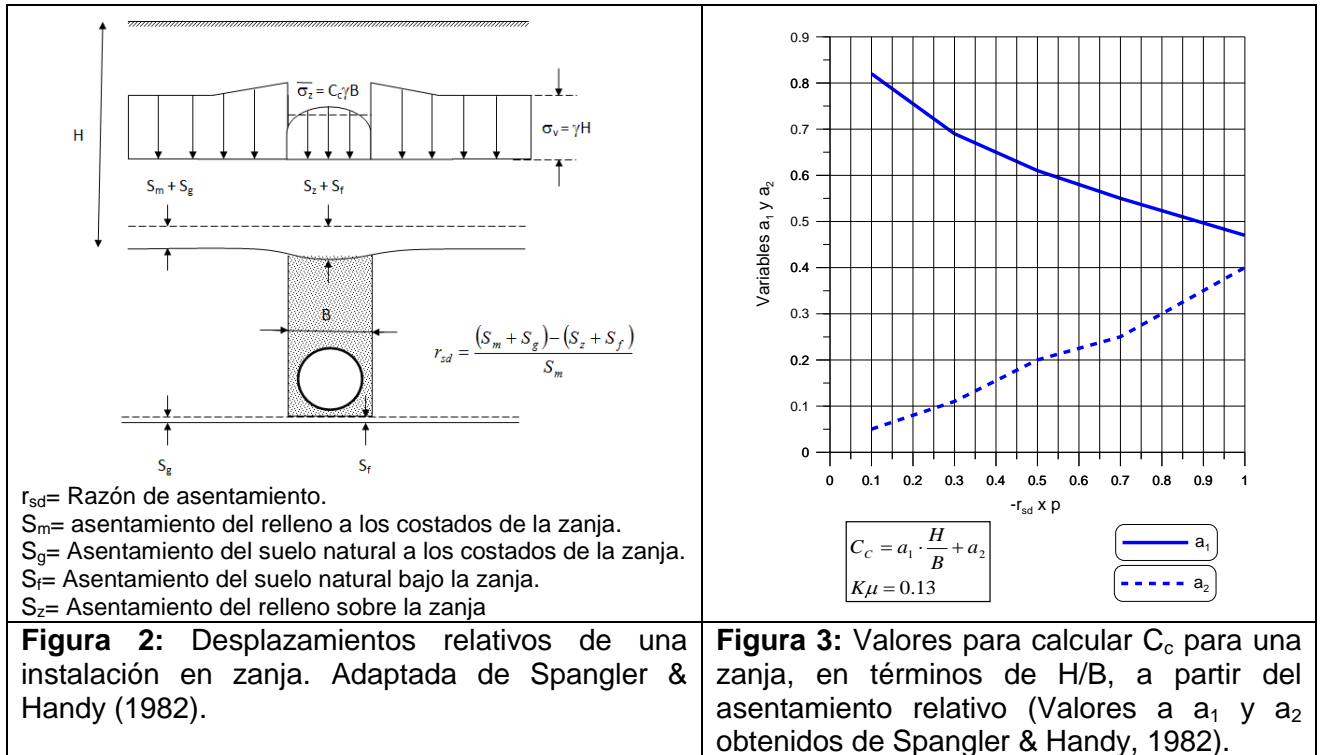 H
σ̅z = CcγB
σv = γH
Sm + Sg
Sz + Sf
B
rsd = (Sm + Sg) − (Sz + Sf) / Sm
Sg
Sf
rsd= Razón de asentamiento.
Sm= asentamiento del relleno a los costados de la zanja.
Sg= Asentamiento del suelo natural a los costados de la zanja.
Sf= Asentamiento del suelo natural bajo la zanja.
Sz= Asentamiento del relleno sobre la zanja
Figura 2: Desplazamientos relativos de una
instalación en zanja. Adaptada de Spangler &
Handy (1982).
Variables a1 y a2
0.9
0.8
0.7
0.6
0.5
0.4
0.3
0.2
0.1
0
0 0.1 0.2 0.3 0.4 0.5 0.6 0.7 0.8 0.9 1
-rsd x p
CC = a1 · H/B + a2
Kμ = 0.13
a1
a2
Figura 3: Valores para calcular Cc para una
zanja, en términos de H/B, a partir del
asentamiento relativo (Valores a a1 y a2
obtenidos de Spangler & Handy, 1982).